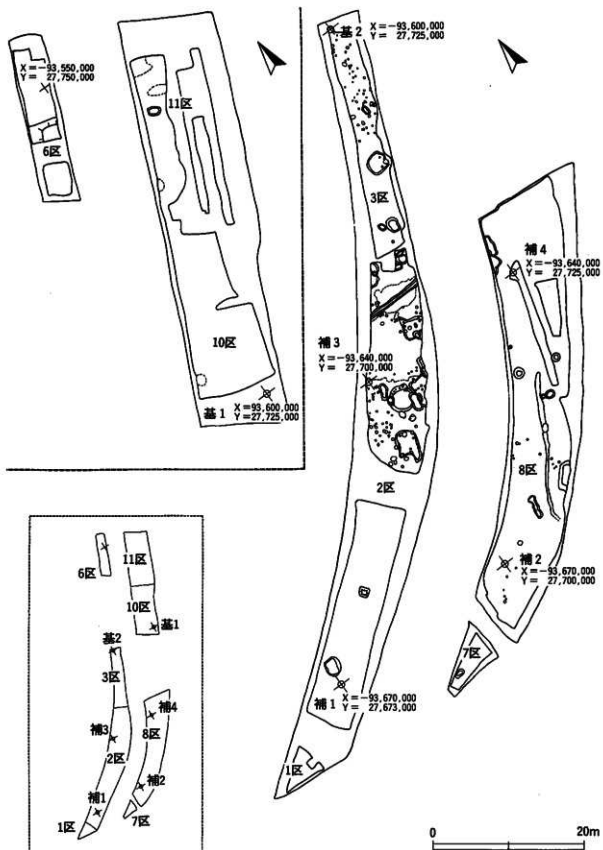 X=-93,550,000
Y= 27,750,000
6区
11区
10区
基1
X=-93,600,000
Y= 27,725,000
基2
X=-93,600,000
Y= 27,725,000
3区
補3
X=-93,640,000
Y= 27,700,000
2区
補1
X=-93,670,000
Y= 27,673,000
1区
補4
X=-93,640,000
Y= 27,725,000
8区
補2
X=-93,670,000
Y= 27,700,000
7区
6区
11区
10区
基1
基2
3区
補3
補4
8区
2区
補1
補2
1区
7区
0
20m